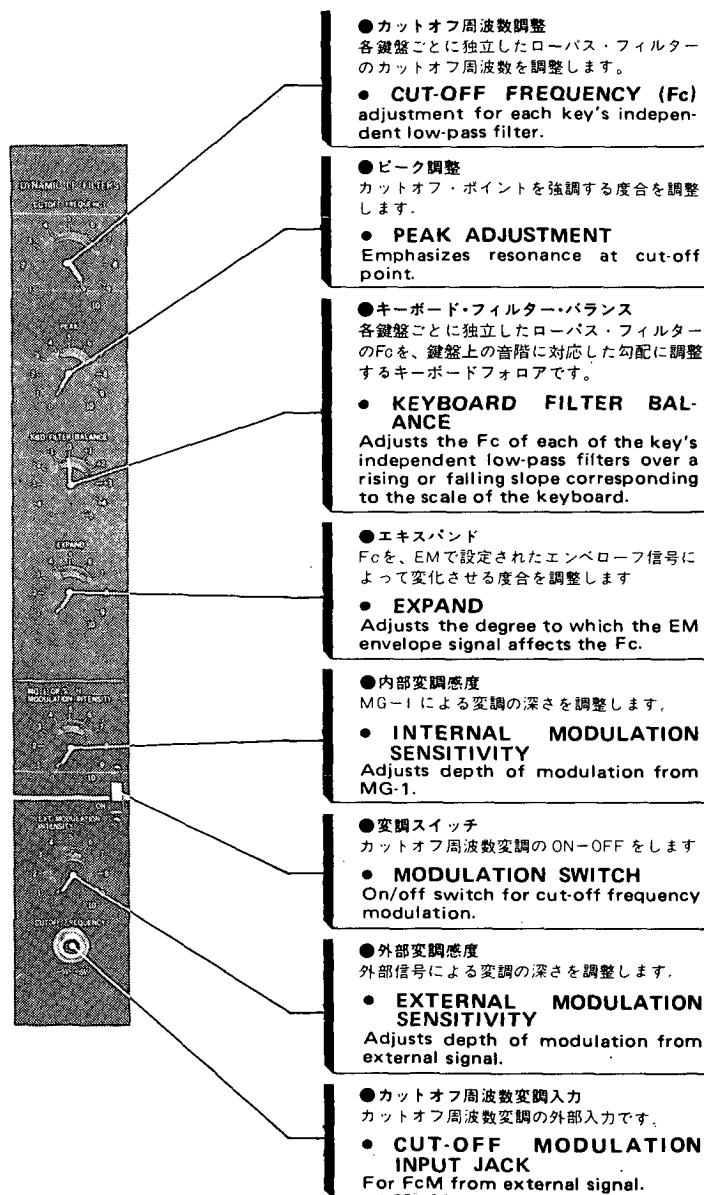 ●カットオフ周波数調整
各鍵盤ごとに独立したローパス・フィルター
のカットオフ周波数を調整します。
• CUT-OFF FREQUENCY (Fc)
adjustment for each key's indepen-
dent low-pass filter.
●ピーク調整
カットオフ・ポイントを強調する度合を調整
します.
• PEAK ADJUSTMENT
Emphasizes resonance at cut-off
point.
●キーボード・フィルター・バランス
各鍵盤ごとに独立したローパス・フィルター
のFcを、鍵盤上の音階に対応した勾配に調整
するキーボードフォロアです。
• KEYBOARD FILTER BAL-
ANCE
Adjusts the Fc of each of the key's
independent low-pass filters over a
rising or falling slope corresponding
to the scale of the keyboard.
●エキスパンド
Fcを、EMで設定されたエンベローフ信号に
よって変化させる度合を調整します
• EXPAND
Adjusts the degree to which the EM
envelope signal affects the Fc.
●内部変調感度
MG-1による変調の深さを調整します.
• INTERNAL MODULATION
SENSITIVITY
Adjusts depth of modulation from
MG-1.
●変調スイッチ
カットオフ周波数変調の ON-OFF をします
• MODULATION SWITCH
On/off switch for cut-off frequency
modulation.
●外部変調感度
外部信号による変調の深さを調整します.
• EXTERNAL MODULATION
SENSITIVITY
Adjusts depth of modulation from
external signal.
●カットオフ周波数変調入力
カットオフ周波数変調の外部入力です.
• CUT-OFF MODULATION
INPUT JACK
For FcM from external signal.
CUTOFF FREQUENCY
PEAK
KBD FILTER BALANCE
EXPAND
MODULATION INTENSITY
EXT. MODULATION
INTENSITY
CUTOFF FREQUENCY